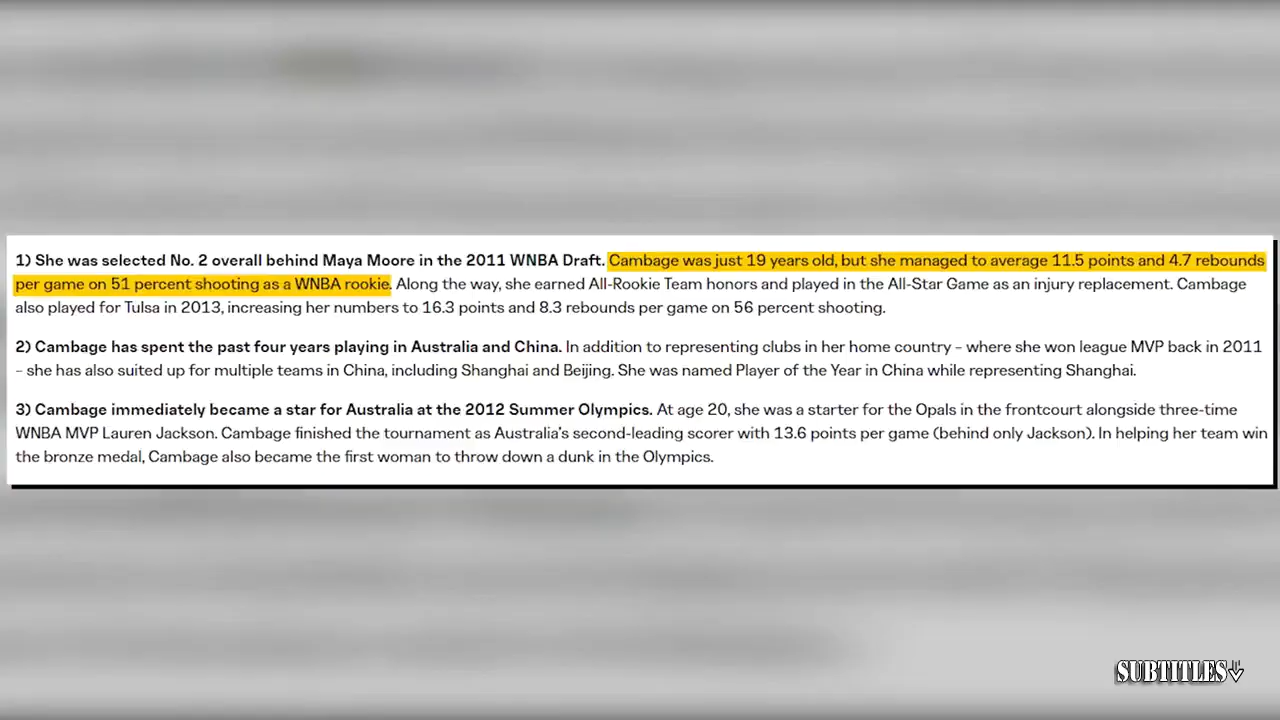 1) She was selected No. 2 overall behind Maya Moore in the 2011 WNBA Draft. Cambage was just 19 years old, but she managed to average 11.5 points and 4.7 rebounds
per game on 51 percent shooting as a WNBA rookie. Along the way, she earned All-Rookie Team honors and played in the All-Star Game as an injury replacement. Cambage
also played for Tulsa in 2013, increasing her numbers to 16.3 points and 8.3 rebounds per game on 56 percent shooting.
2) Cambage has spent the past four years playing in Australia and China. In addition to representing clubs in her home country – where she won league MVP back in 2011
– she has also suited up for multiple teams in China, including Shanghai and Beijing. She was named Player of the Year in China while representing Shanghai.
3) Cambage immediately became a star for Australia at the 2012 Summer Olympics. At age 20, she was a starter for the Opals in the frontcourt alongside three-time
WNBA MVP Lauren Jackson. Cambage finished the tournament as Australia's second-leading scorer with 13.6 points per game (behind only Jackson). In helping her team win
the bronze medal, Cambage also became the first woman to throw down a dunk in the Olympics.
SUBTITLES